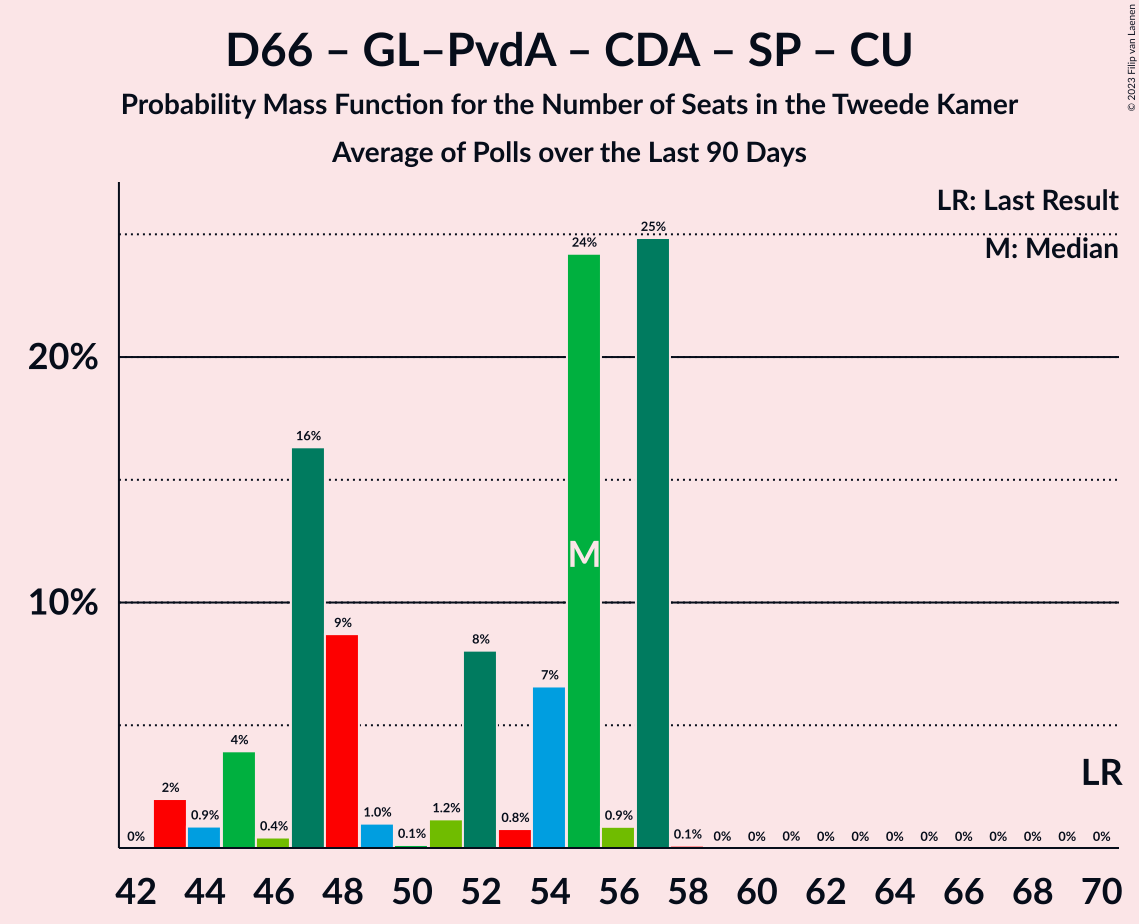 D66 – GL–PvdA – CDA – SP – CU
Probability Mass Function for the Number of Seats in the Tweede Kamer
Average of Polls over the Last 90 Days
© 2023 Filip van Laenen
LR: Last Result
M: Median
20%
10%
0% 2% 0.9% 4% 0.4% 16% 9% 1.0% 0.1% 1.2% 8% 0.8% 7% 24% 0.9% 25% 0.1% 0% 0% 0% 0% 0% 0% 0% 0% 0% 0% 0% 0%
M
LR
42 44 46 48 50 52 54 56 58 60 62 64 66 68 70